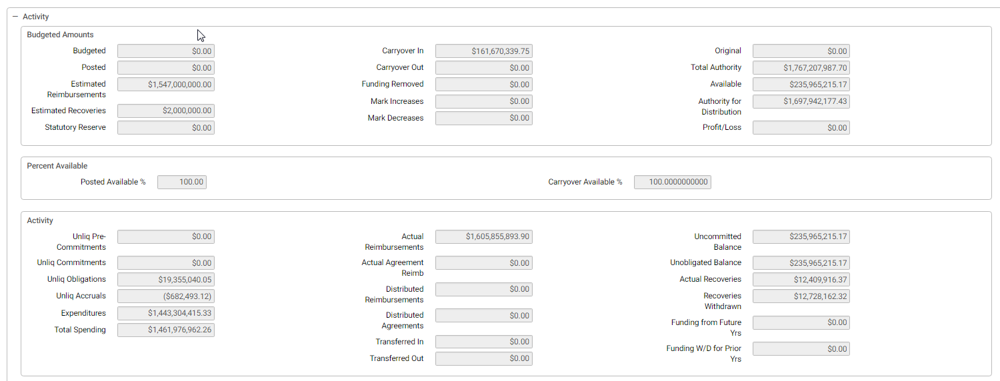 − Activity
Budgeted Amounts
Budgeted $0.00
Posted $0.00
Estimated Reimbursements $1,547,000,000.00
Estimated Recoveries $2,000,000.00
Statutory Reserve $0.00
Carryover In $161,670,339.75
Carryover Out $0.00
Funding Removed $0.00
Mark Increases $0.00
Mark Decreases $0.00
Original $0.00
Total Authority $1,767,207,987.70
Available $235,965,215.17
Authority for Distribution $1,697,942,177.43
Profit/Loss $0.00
Percent Available
Posted Available % 100.00
Carryover Available % 100.0000000000
Activity
Unliq Pre-Commitments $0.00
Unliq Commitments $0.00
Unliq Obligations $19,355,040.05
Unliq Accruals ($682,493.12)
Expenditures $1,443,304,415.33
Total Spending $1,461,976,962.26
Actual Reimbursements $1,605,855,893.90
Actual Agreement Reimb $0.00
Distributed Reimbursements $0.00
Distributed Agreements $0.00
Transferred In $0.00
Transferred Out $0.00
Uncommitted Balance $235,965,215.17
Unobligated Balance $235,965,215.17
Actual Recoveries $12,409,916.37
Recoveries Withdrawn $12,728,162.32
Funding from Future Yrs $0.00
Funding W/D for Prior Yrs $0.00